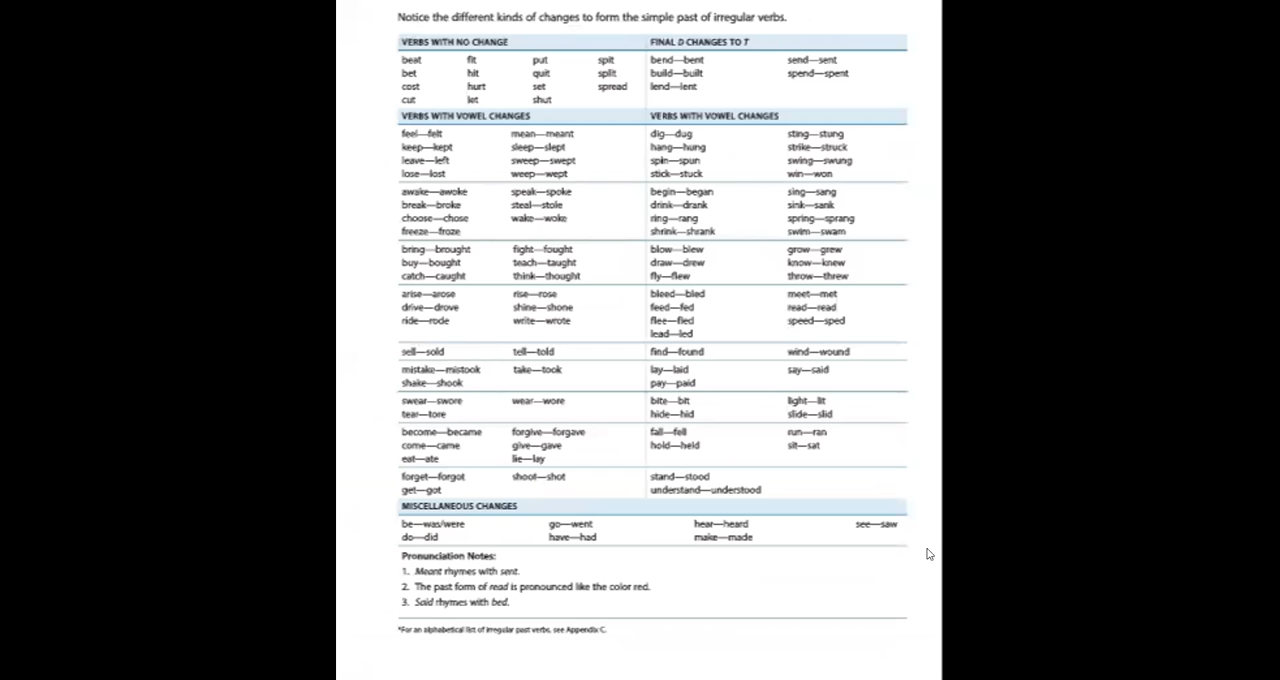 Notice the different kinds of changes to form the simple past of irregular verbs.
VERBS WITH NO CHANGE FINAL D CHANGES TO T
beat fit put spit bend—bent send—sent
bet hit quit split build—built spend—spent
cost hurt set spread lend—lent
cut let shut
VERBS WITH VOWEL CHANGES VERBS WITH VOWEL CHANGES
feel—felt mean—meant dig—dug sting—stung
keep—kept sleep—slept hang—hung strike—struck
leave—left sweep—swept spin—spun swing—swung
lose—lost weep—wept stick—stuck win—won
awake—awoke speak—spoke begin—began sing—sang
break—broke steal—stole drink—drank sink—sank
choose—chose wake—woke ring—rang spring—sprang
freeze—froze shrink—shrank swim—swam
bring—brought fight—fought blow—blew grow—grew
buy—bought teach—taught draw—drew know—knew
catch—caught think—thought fly—flew throw—threw
arise—arose rise—rose bleed—bled meet—met
drive—drove shine—shone feed—fed read—read
ride—rode write—wrote flee—fled speed—sped
lead—led
sell—sold tell—told find—found wind—wound
mistake—mistook take—took lay—laid say—said
shake—shook pay—paid
swear—swore wear—wore bite—bit light—lit
tear—tore hide—hid slide—slid
become—became forgive—forgave fall—fell run—ran
come—came give—gave hold—held sit—sat
eat—ate lie—lay
forget—forgot shoot—shot stand—stood
get—got understand—understood
MISCELLANEOUS CHANGES
be—was/were go—went hear—heard see—saw
do—did have—had make—made
Pronunciation Notes:
1. Meant rhymes with sent.
2. The past form of read is pronounced like the color red.
3. Said rhymes with bed.
*For an alphabetical list of irregular past verbs, see Appendix C.